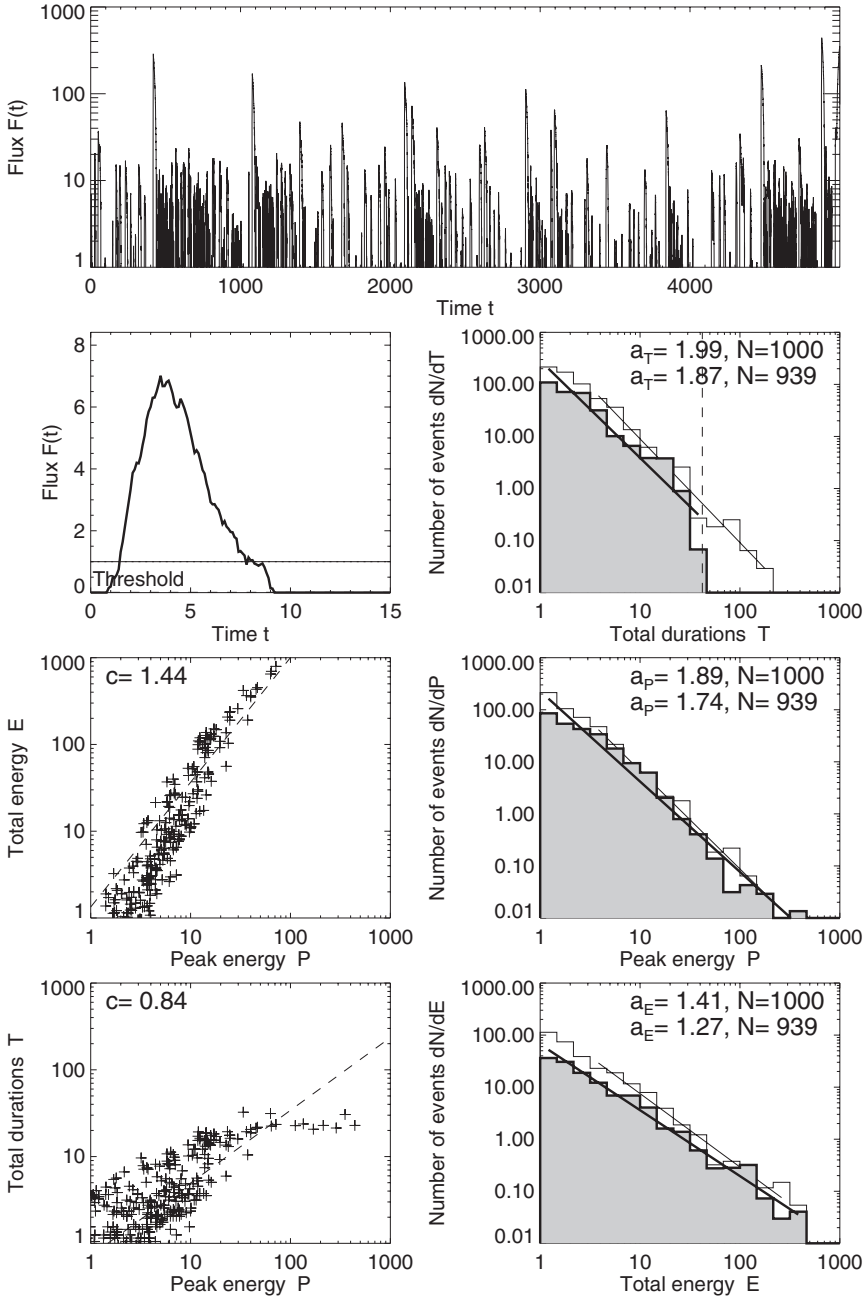 1000
100
10
1
Flux F(t)
0 1000 2000 3000 4000
Time t
8
6
4
2
0
Flux F(t)
Threshold
0 5 10 15
Time t
1000.00
100.00
10.00
1.00
0.10
0.01
Number of events dN/dT
a_T= 1.99, N=1000
a_T= 1.87, N= 939
1 10 100 1000
Total durations T
1000
100
10
1
Total energy E
c= 1.44
1 10 100 1000
Peak energy P
1000.00
100.00
10.00
1.00
0.10
0.01
Number of events dN/dP
a_P= 1.89, N=1000
a_P= 1.74, N= 939
1 10 100 1000
Peak energy P
1000
100
10
1
Total durations T
c= 0.84
1 10 100 1000
Peak energy P
1000.00
100.00
10.00
1.00
0.10
0.01
Number of events dN/dE
a_E= 1.41, N=1000
a_E= 1.27, N= 939
1 10 100 1000
Total energy E